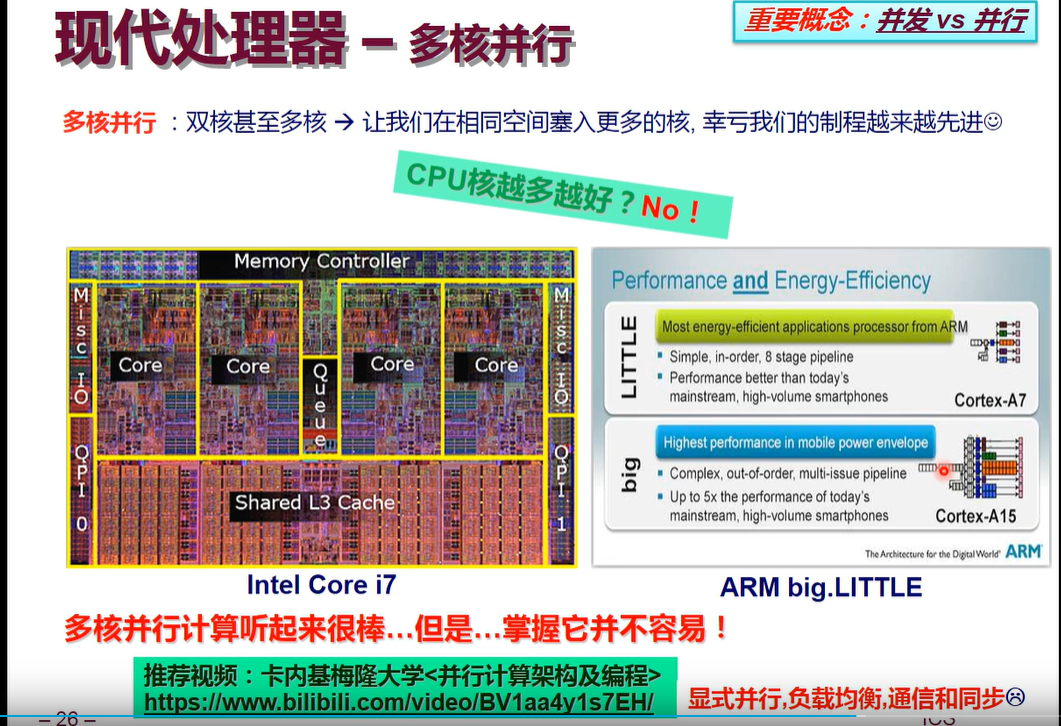 现代处理器 – 多核并行
重要概念：并发 vs 并行
多核并行 ：双核甚至多核 → 让我们在相同空间塞入更多的核, 幸亏我们的制程越来越先进☺
CPU核越多越好？No！
Memory Controller
Misc IO
Core
Core
Queue
Core
Core
Misc IO
QPI 0
Shared L3 Cache
QPI 1
Intel Core i7
Performance and Energy-Efficiency
LITTLE
Most energy-efficient applications processor from ARM
▪ Simple, in-order, 8 stage pipeline
▪ Performance better than today's
mainstream, high-volume smartphones
Cortex-A7
big
Highest performance in mobile power envelope
▪ Complex, out-of-order, multi-issue pipeline
▪ Up to 5x the performance of today's
mainstream, high-volume smartphones
Cortex-A15
The Architecture for the Digital World® ARM
ARM big.LITTLE
多核并行计算听起来很棒…但是…掌握它并不容易！
推荐视频：卡内基梅隆大学<并行计算架构及编程>
https://www.bilibili.com/video/BV1aa4y1s7EH/
显式并行,负载均衡,通信和同步☹
– 26 –
ICS